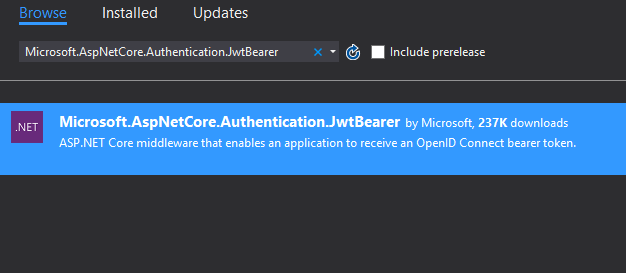 Browse Installed Updates
Microsoft.AspNetCore.Authentication.JwtBearer Include prerelease
.NET Microsoft.AspNetCore.Authentication.JwtBearer by Microsoft, 237K downloads
ASP.NET Core middleware that enables an application to receive an OpenID Connect bearer token.